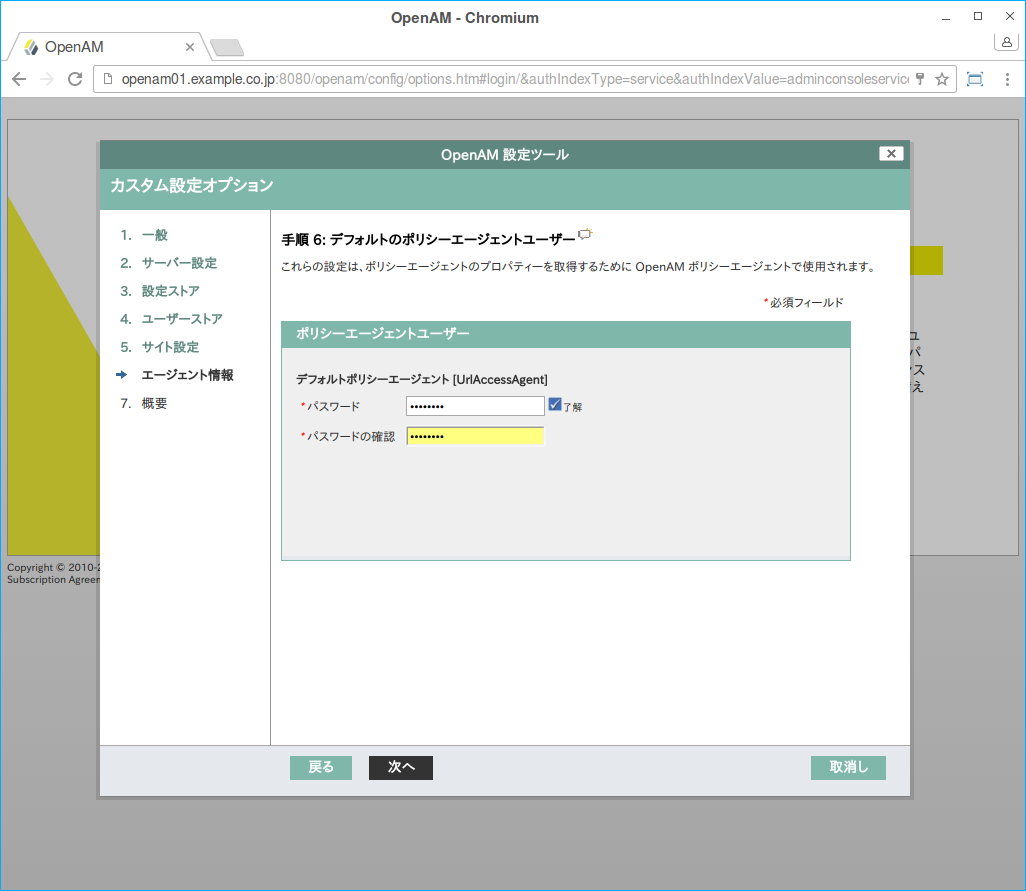 OpenAM - Chromium
OpenAM
openam01.example.co.jp:8080/openam/config/options.htm#login/&authIndexType=service&authIndexValue=adminconsoleservic
OpenAM 設定ツール
カスタム設定オプション
1. 一般
2. サーバー設定
3. 設定ストア
4. ユーザーストア
5. サイト設定
エージェント情報
7. 概要
手順 6: デフォルトのポリシーエージェントユーザー
これらの設定は、ポリシーエージェントのプロパティーを取得するために OpenAM ポリシーエージェントで使用されます。
*必須フィールド
ポリシーエージェントユーザー
デフォルトポリシーエージェント [UrlAccessAgent]
*パスワード ••••••••
了解
*パスワードの確認 ••••••••
戻る
次へ
取消し
ユ
パ
ス
え
Copyright © 2010-2
Subscription Agreem